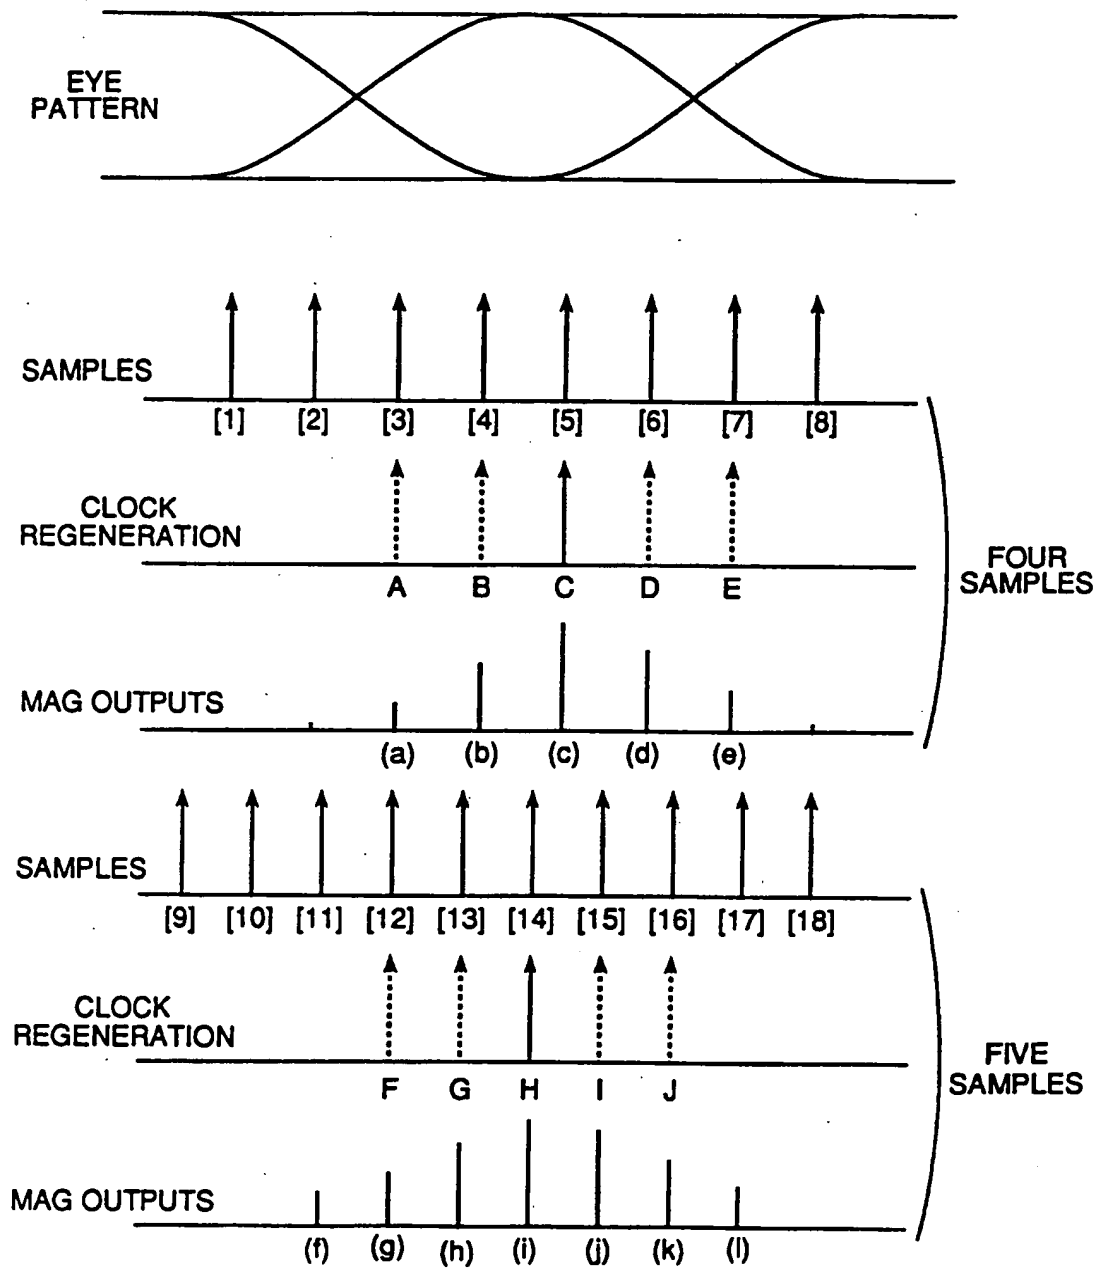 EYE
PATTERN
SAMPLES
[1] [2] [3] [4] [5] [6] [7] [8]
CLOCK
REGENERATION
A B C D E
FOUR
SAMPLES
MAG OUTPUTS
(a) (b) (c) (d) (e)
SAMPLES
[9] [10] [11] [12] [13] [14] [15] [16] [17] [18]
CLOCK
REGENERATION
F G H I J
FIVE
SAMPLES
MAG OUTPUTS
(f) (g) (h) (i) (j) (k) (l)